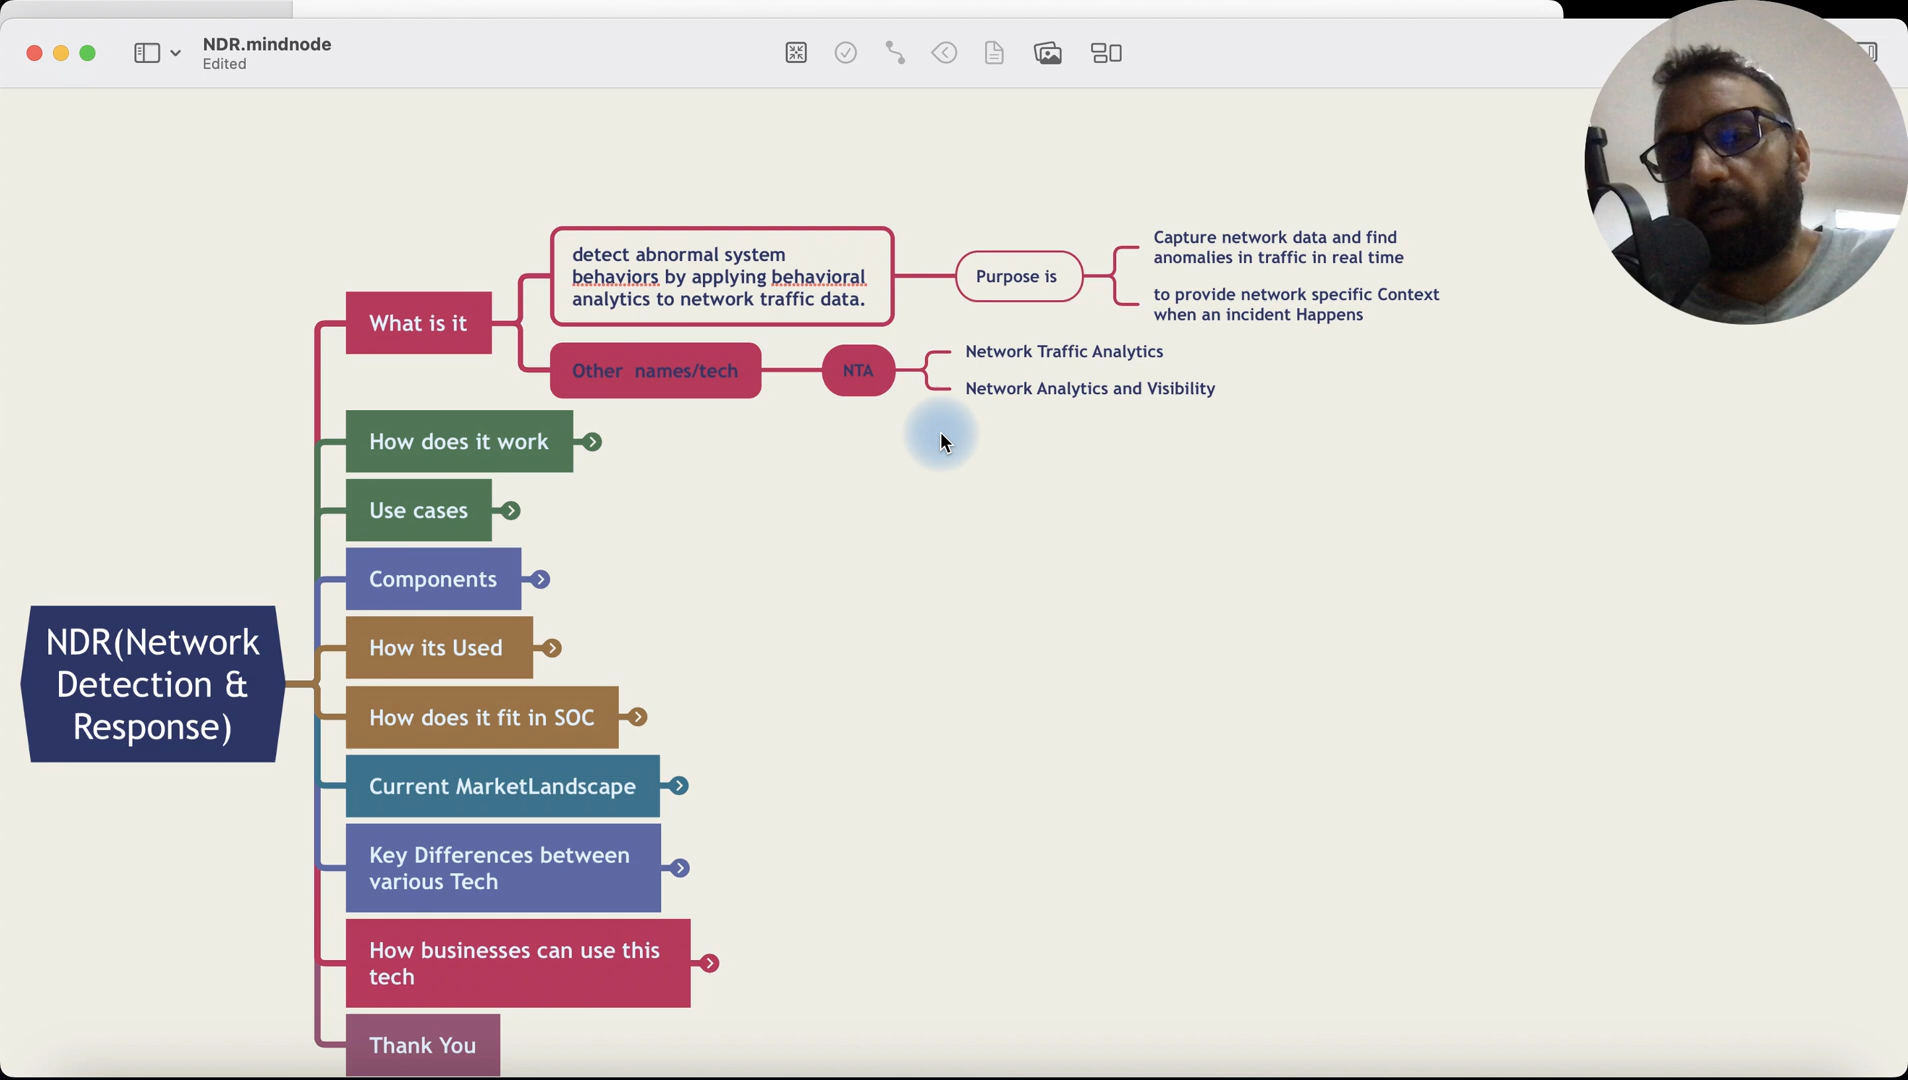 NDR.mindnode
Edited
detect abnormal system
behaviors by applying behavioral
analytics to network traffic data.
Purpose is
Capture network data and find
anomalies in traffic in real time
to provide network specific Context
when an incident Happens
What is it
Other names/tech
NTA
Network Traffic Analytics
Network Analytics and Visibility
How does it work
Use cases
Components
How its Used
NDR(Network
Detection &
Response)
How does it fit in SOC
Current MarketLandscape
Key Differences between
various Tech
How businesses can use this
tech
Thank You